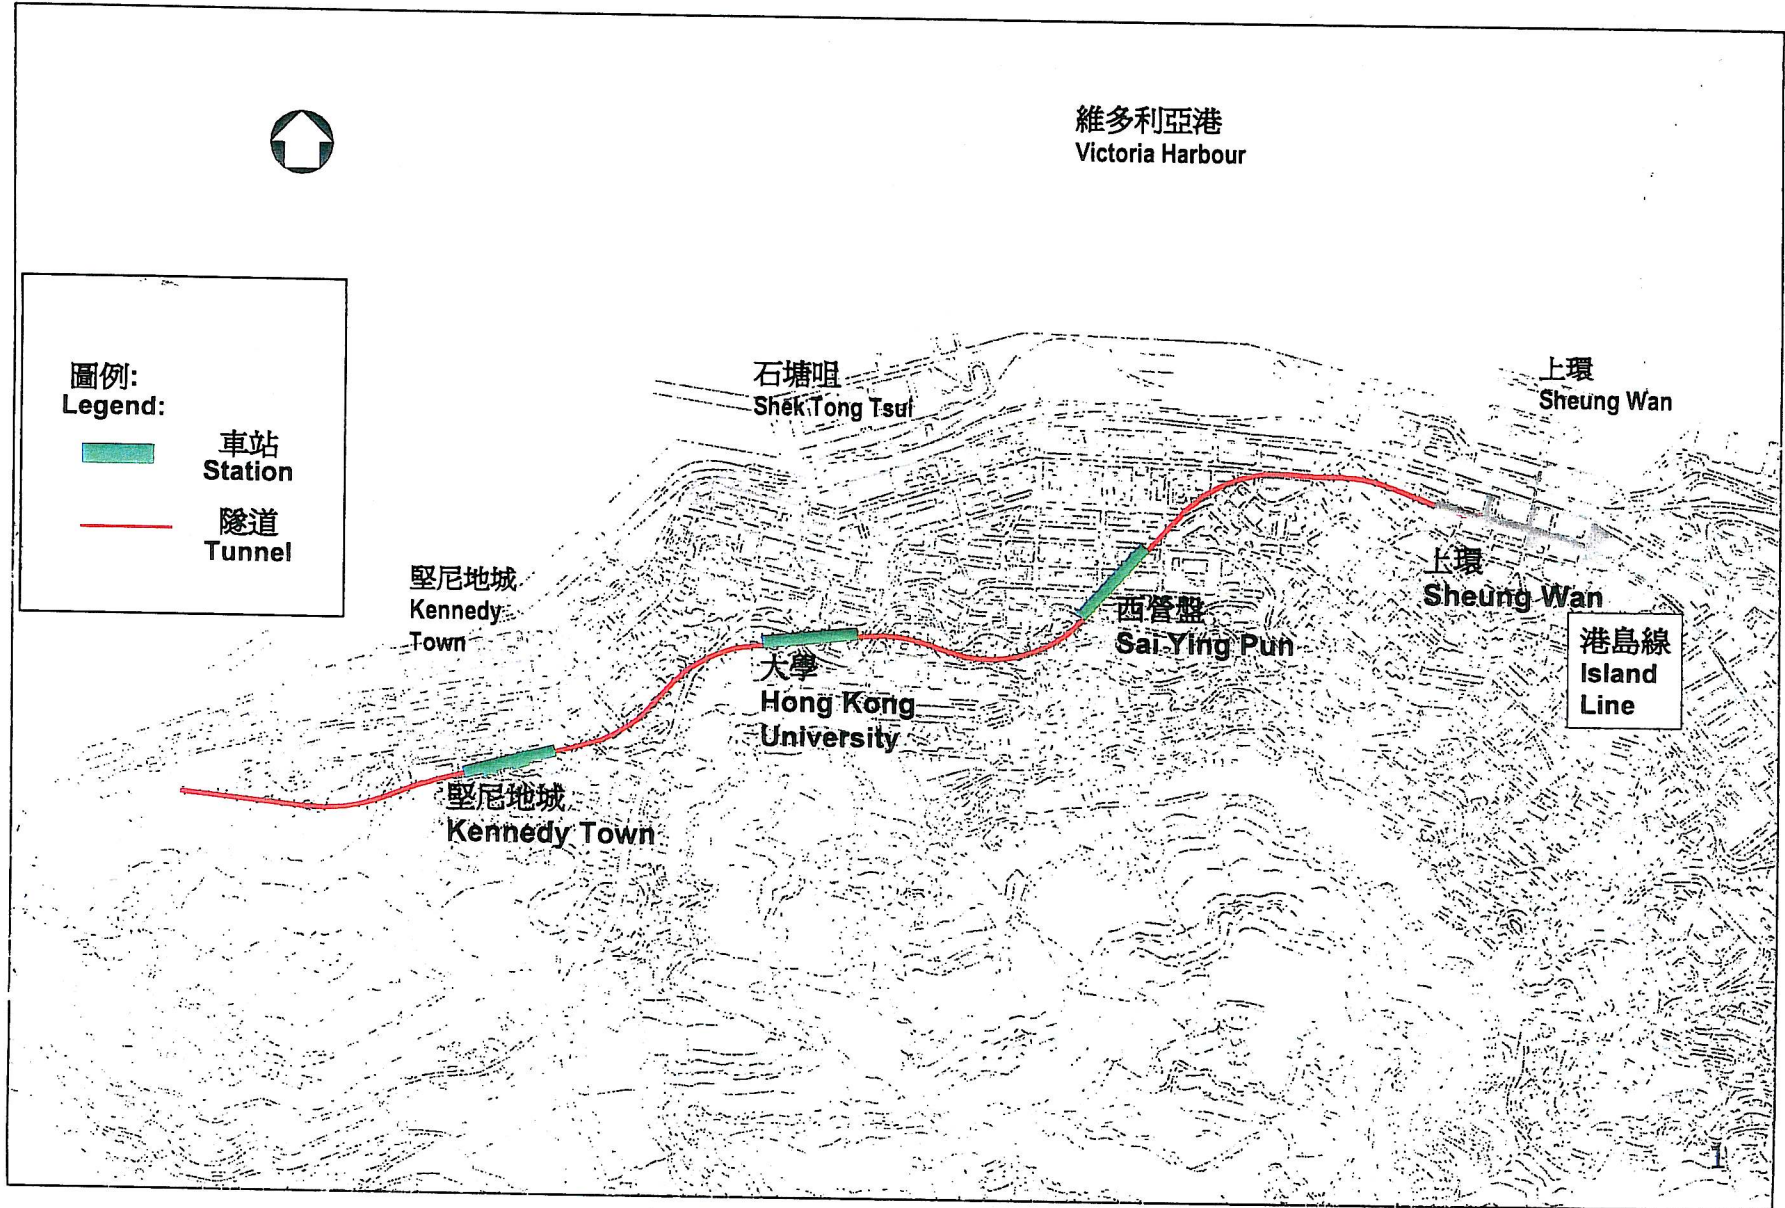 維多利亞港
Victoria Harbour
圖例:
Legend:
車站
Station
隧道
Tunnel
石塘咀
Shek Tong Tsui
上環
Sheung Wan
堅尼地城
Kennedy
Town
上環
Sheung Wan
西營盤
Sai Ying Pun
港島線
Island
Line
大學
Hong Kong
University
堅尼地城
Kennedy Town
1